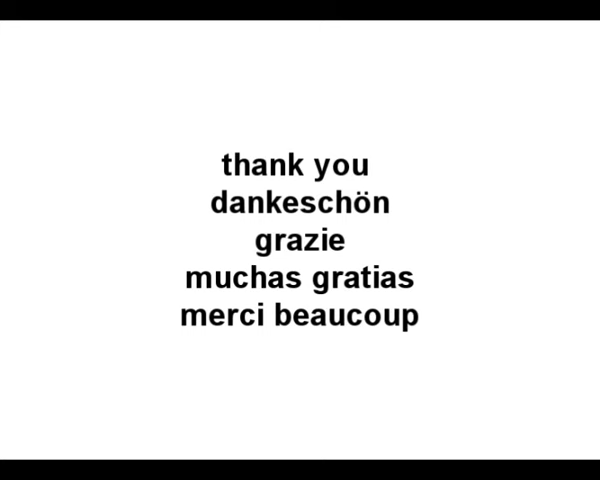 thank you
dankeschön
grazie
muchas gratias
merci beaucoup